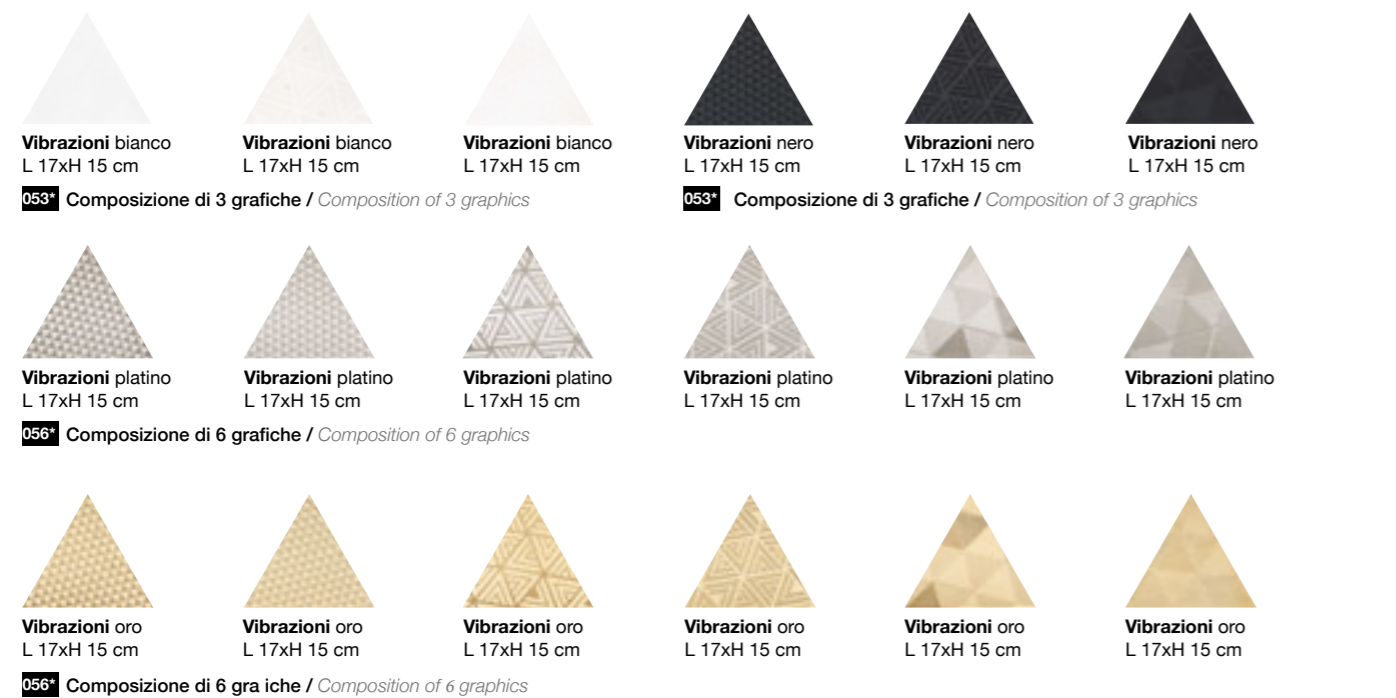 Vibrazioni bianco Vibrazioni bianco Vibrazioni bianco Vibrazioni nero Vibrazioni nero Vibrazioni nero
L 17xH 15 cm L 17xH 15 cm L 17xH 15 cm L 17xH 15 cm L 17xH 15 cm L 17xH 15 cm
053* Composizione di 3 grafiche / Composition of 3 graphics 053* Composizione di 3 grafiche / Composition of 3 graphics
Vibrazioni platino Vibrazioni platino Vibrazioni platino Vibrazioni platino Vibrazioni platino Vibrazioni platino
L 17xH 15 cm L 17xH 15 cm L 17xH 15 cm L 17xH 15 cm L 17xH 15 cm L 17xH 15 cm
056* Composizione di 6 grafiche / Composition of 6 graphics
Vibrazioni oro Vibrazioni oro Vibrazioni oro Vibrazioni oro Vibrazioni oro Vibrazioni oro
L 17xH 15 cm L 17xH 15 cm L 17xH 15 cm L 17xH 15 cm L 17xH 15 cm L 17xH 15 cm
056* Composizione di 6 gra iche / Composition of 6 graphics